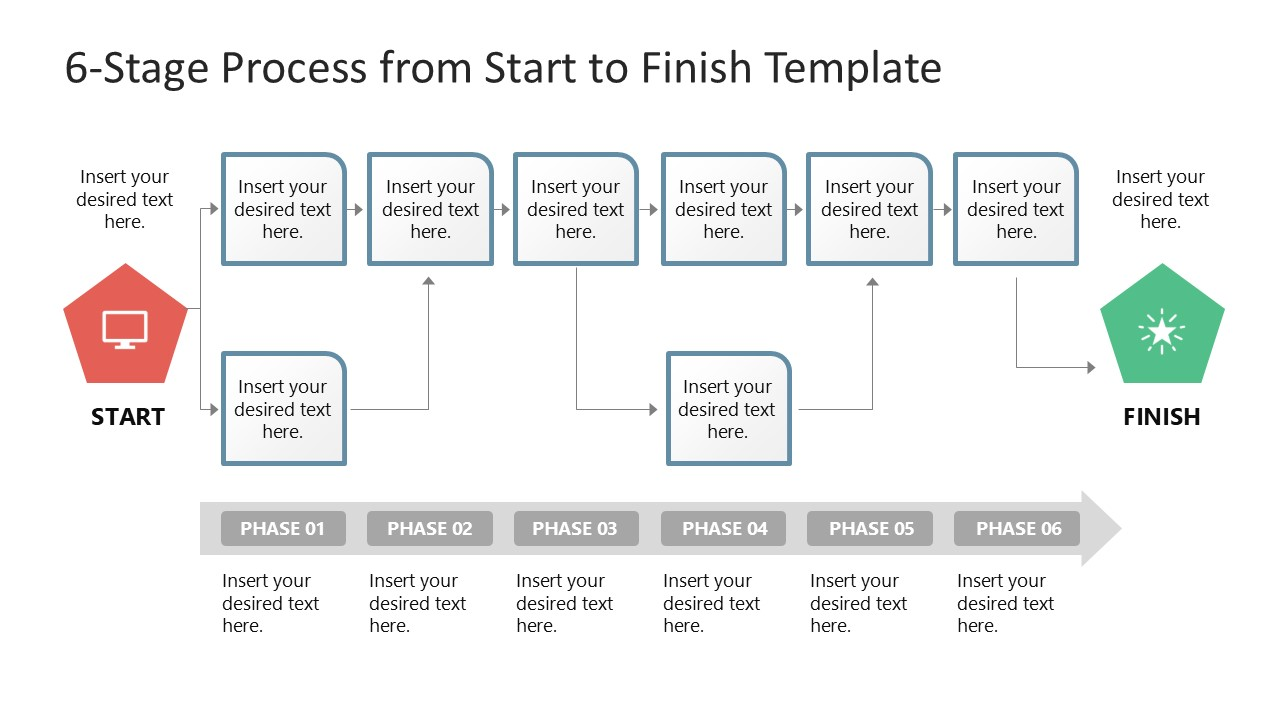 6-Stage Process from Start to Finish Template
Insert your
desired text
here.
Insert your
desired text
here.
Insert your
desired text
here.
Insert your
desired text
here.
Insert your
desired text
here.
Insert your
desired text
here.
Insert your
desired text
here.
Insert your
desired text
here.
START
Insert your
desired text
here.
Insert your
desired text
here.
FINISH
PHASE 01
PHASE 02
PHASE 03
PHASE 04
PHASE 05
PHASE 06
Insert your
desired text
here.
Insert your
desired text
here.
Insert your
desired text
here.
Insert your
desired text
here.
Insert your
desired text
here.
Insert your
desired text
here.